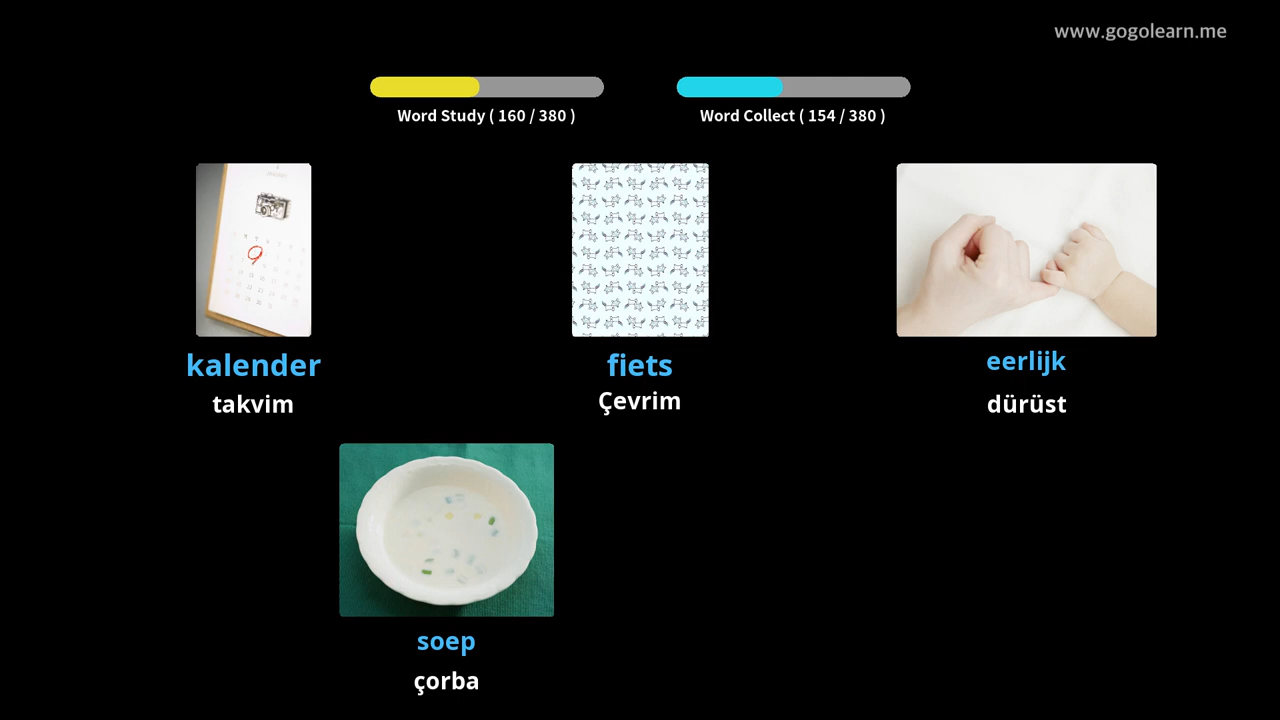 www.gogolearn.me
Word Study ( 160 / 380 )
Word Collect ( 154 / 380 )
kalender
fiets
eerlijk
takvim
Çevrim
dürüst
soep
çorba